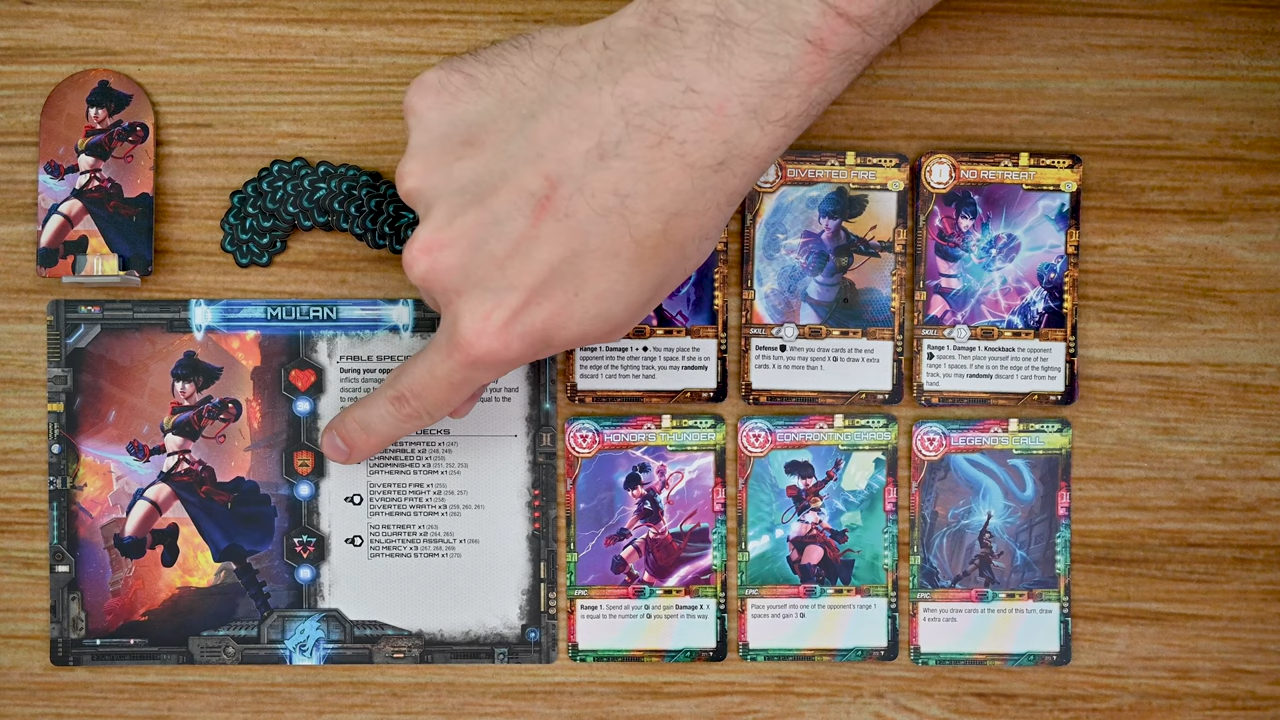 MULAN
FABLE SPECI
During your oppo
inflicts damage
discard up to
n your hand
to redu
equal to the
DECKS
ESTIMATED x1 (247)
ENIABLE x2 (248, 249)
CHANNELED QI x1 (250)
UNDIMINISHED x3 (251, 252, 253)
GATHERING STORM x1 (254)
DIVERTED FIRE x1 (255)
DIVERTED MIGHT x2 (256, 257)
EVADING FATE x1 (258)
DIVERTED WRATH x3 (259, 260, 261)
GATHERING STORM x1 (262)
NO RETREAT x1 (263)
NO QUARTER x2 (264, 265)
ENLIGHTENED ASSAULT x1 (266)
NO MERCY x3 (267, 268, 269)
GATHERING STORM x1 (270)
Range 1. Damage 1 + ◆. You may place the
opponent into the other range 1 space. If she is on
the edge of the fighting track, you may randomly
discard 1 card from her hand.
DIVERTED FIRE
SKILL
Defense. When you draw cards at the end
of this turn, you may spend X Qi to draw X extra
cards. X is no more than 1.
1
NO RETREAT
SKILL
Range 1. Damage 1. Knockback the opponent
spaces. Then place yourself into one of her
range 1 spaces. If she is on the edge of the fighting
track, you may randomly discard 1 card from her
hand.
HONOR'S THUNDER
EPIC
Range 1. Spend all your Qi and gain Damage X. X
is equal to the number of Qi you spent in this way.
CONFRONTING CHAOS
EPIC
Place yourself into one of the opponent's range 1
spaces and gain 3 Qi.
LEGEND'S CALL
EPIC
When you draw cards at the end of this turn, draw
4 extra cards.